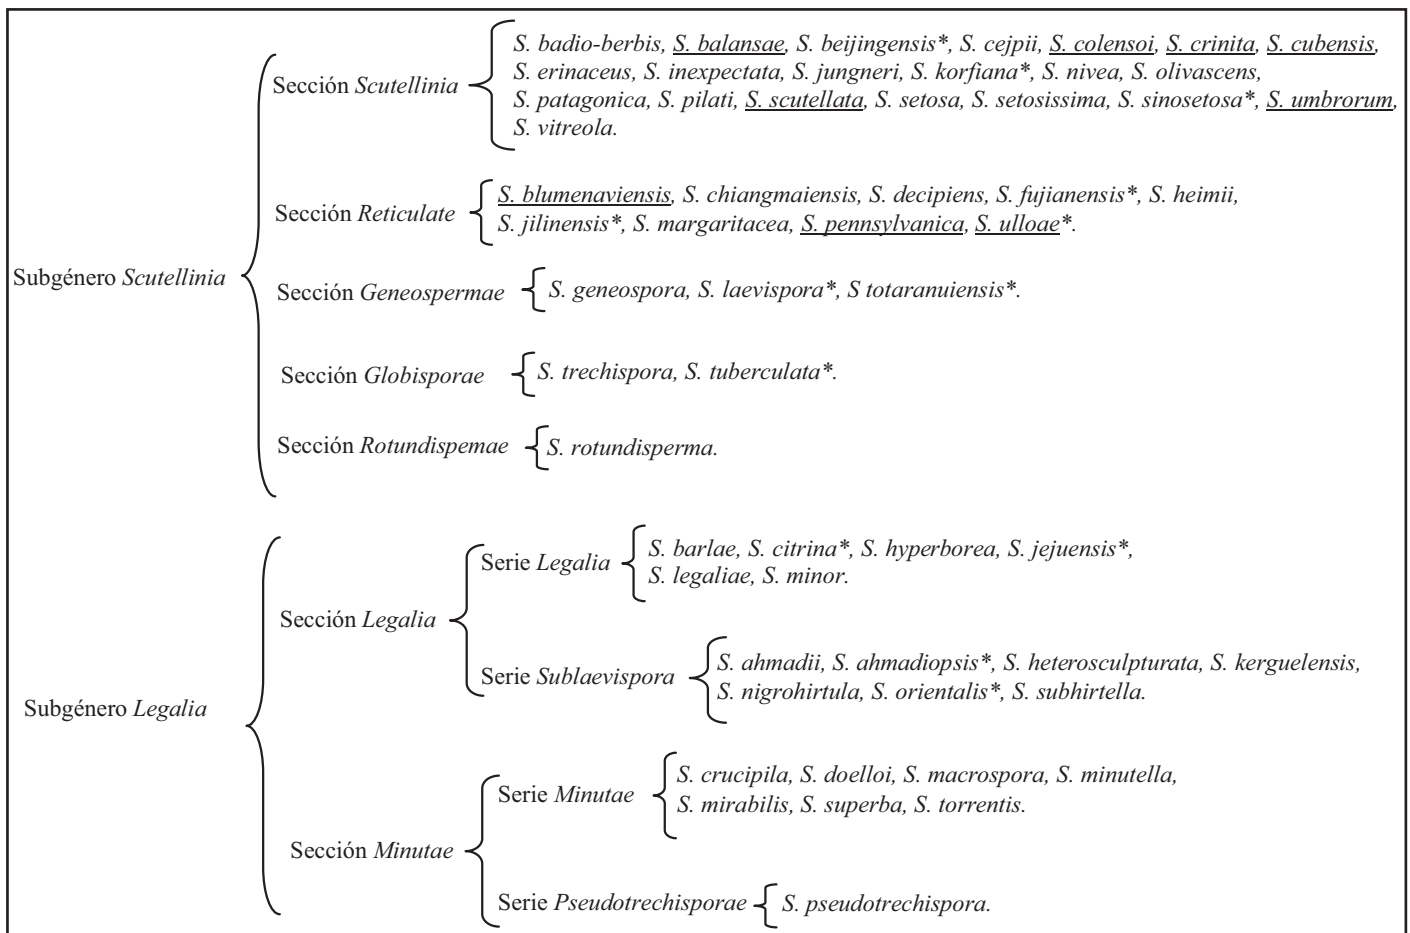 S. badio-berbis, S. balansae, S. beijingensis*, S. cejpii, S. colensoi, S. crinita, S. cubensis,
Sección Scutellinia
S. erinaceus, S. inexpectata, S. jungneri, S. korfiana*, S. nivea, S. olivascens,
S. patagonica, S. pilati, S. scutellata, S. setosa, S. setosissima, S. sinosetosa*, S. umbrorum,
S. vitreola.
Sección Reticulate
S. blumenaviensis, S. chiangmaiensis, S. decipiens, S. fujianensis*, S. heimii,
S. jilinensis*, S. margaritacea, S. pennsylvanica, S. ulloae*.
Subgénero Scutellinia
Sección Geneospermae
S. geneospora, S. laevispora*, S totaranuiensis*.
Sección Globisporae
S. trechispora, S. tuberculata*.
Sección Rotundispemae
S. rotundisperma.
Subgénero Legalia
Sección Legalia
Serie Legalia
S. barlae, S. citrina*, S. hyperborea, S. jejuensis*,
S. legaliae, S. minor.
Serie Sublaevispora
S. ahmadii, S. ahmadiopsis*, S. heterosculpturata, S. kerguelensis,
S. nigrohirtula, S. orientalis*, S. subhirtella.
Sección Minutae
Serie Minutae
S. crucipila, S. doelloi, S. macrospora, S. minutella,
S. mirabilis, S. superba, S. torrentis.
Serie Pseudotrechisporae
S. pseudotrechispora.